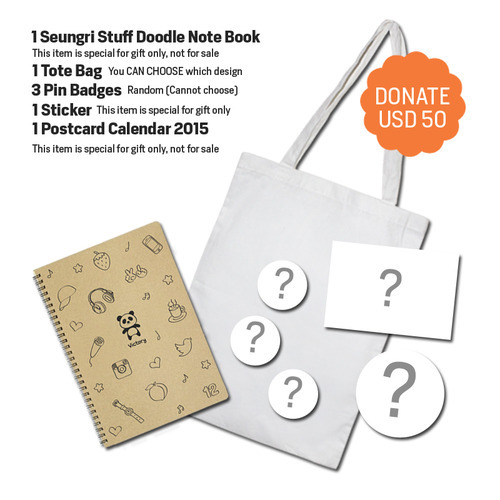 1 Seungri Stuff Doodle Note Book
This item is special for gift only, not for sale
1 Tote Bag You CAN CHOOSE which design
3 Pin Badges Random (Cannot choose)
1 Sticker This item is special for gift only
1 Postcard Calendar 2015
This item is special for gift only, not for sale
DONATE
USD 50
?
?
?
?
?
Victory
12